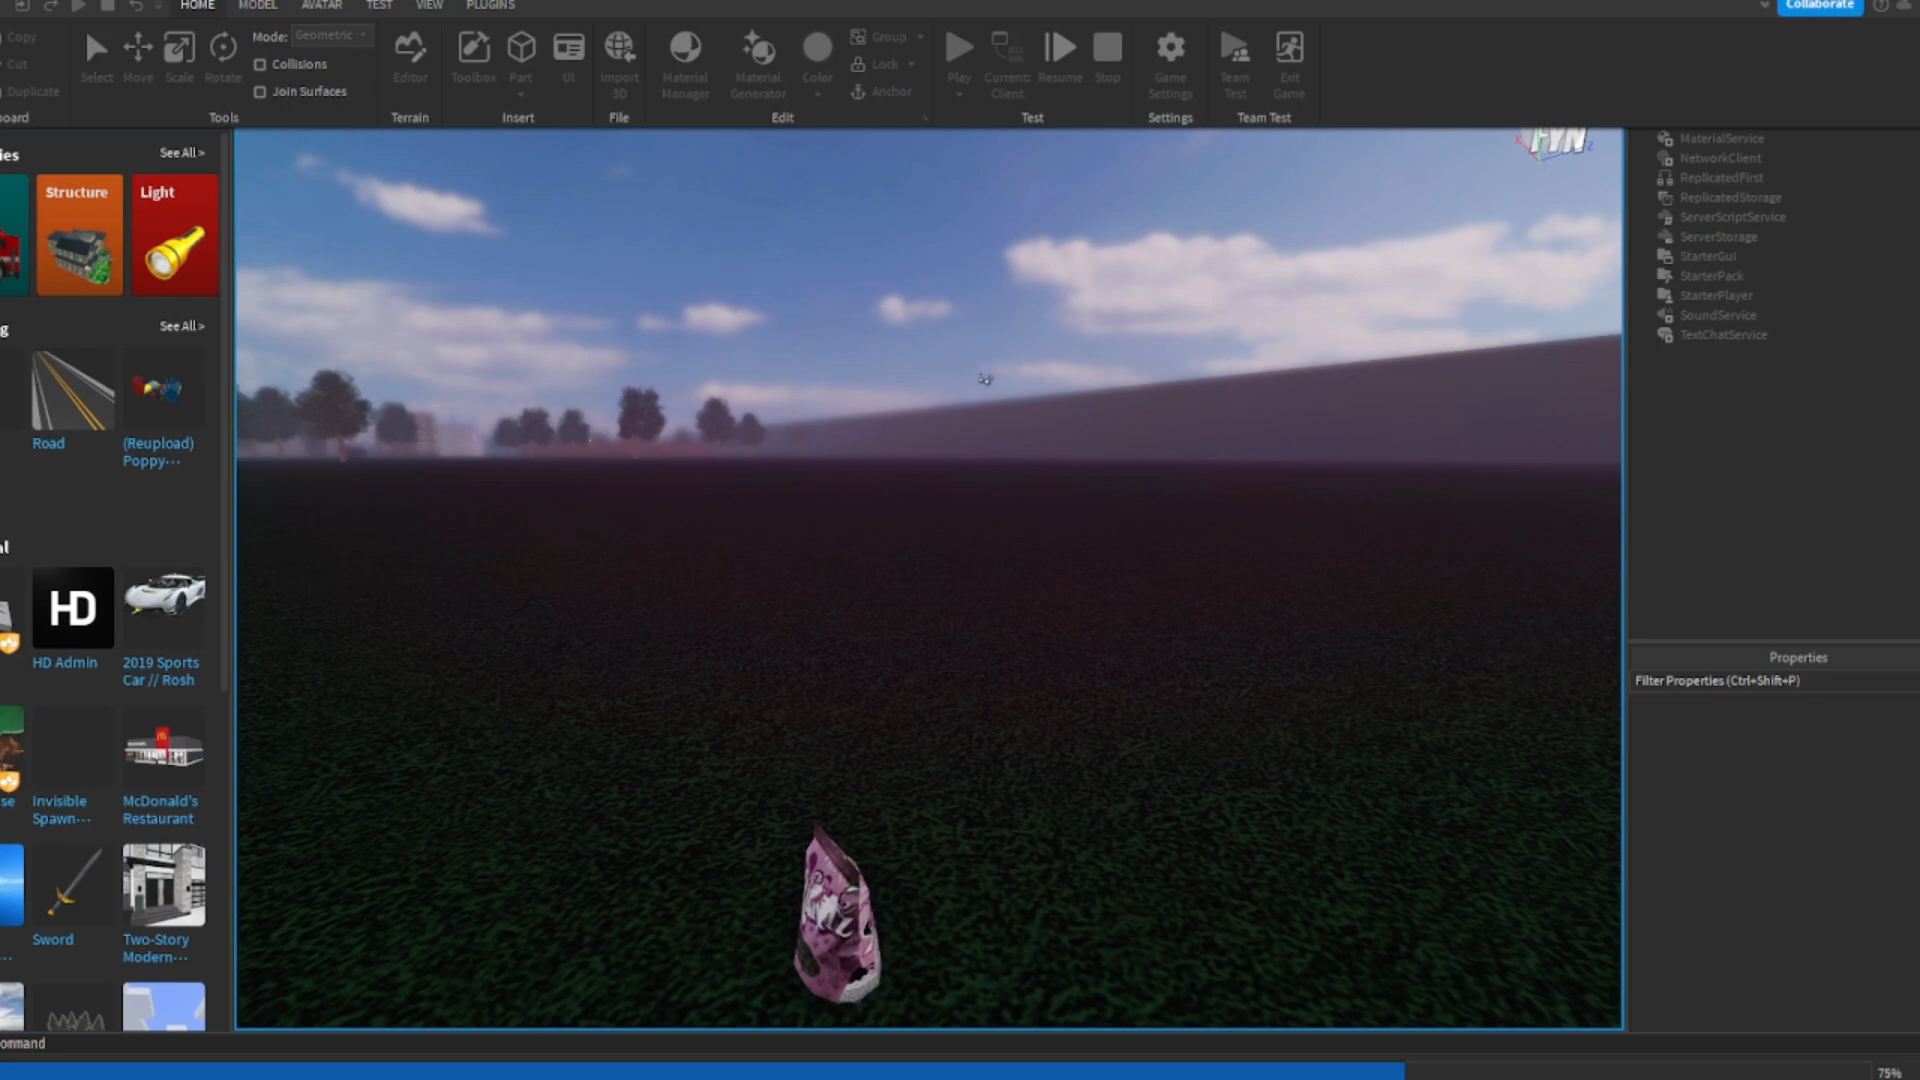 HOME MODEL AVATAR TEST VIEW PLUGINS
Collaborate
Copy
Cut
Duplicate
Select Move Scale Rotate
Mode: Geometric
Collisions
Join Surfaces
Editor
Toolbox Part UI
Import
3D
Material
Manager
Material
Generator
Color
Group
Lock
Anchor
Play
Current:
Client
Resume
Stop
Game
Settings
Team
Test
Exit
Game
oard Tools Terrain Insert File Edit Test Settings Team Test
ies See All >
Structure Light
g See All >
Road
(Reupload)
Poppy...
al
HD
HD Admin
2019 Sports
Car // Rosh
se
Invisible
Spawn...
McDonald's
Restaurant
Sword
Two-Story
Modern...
X Z
MaterialService
NetworkClient
ReplicatedFirst
ReplicatedStorage
ServerScriptService
ServerStorage
StarterGui
StarterPack
StarterPlayer
SoundService
TextChatService
Properties
Filter Properties (Ctrl+Shift+P)
ommand
75%